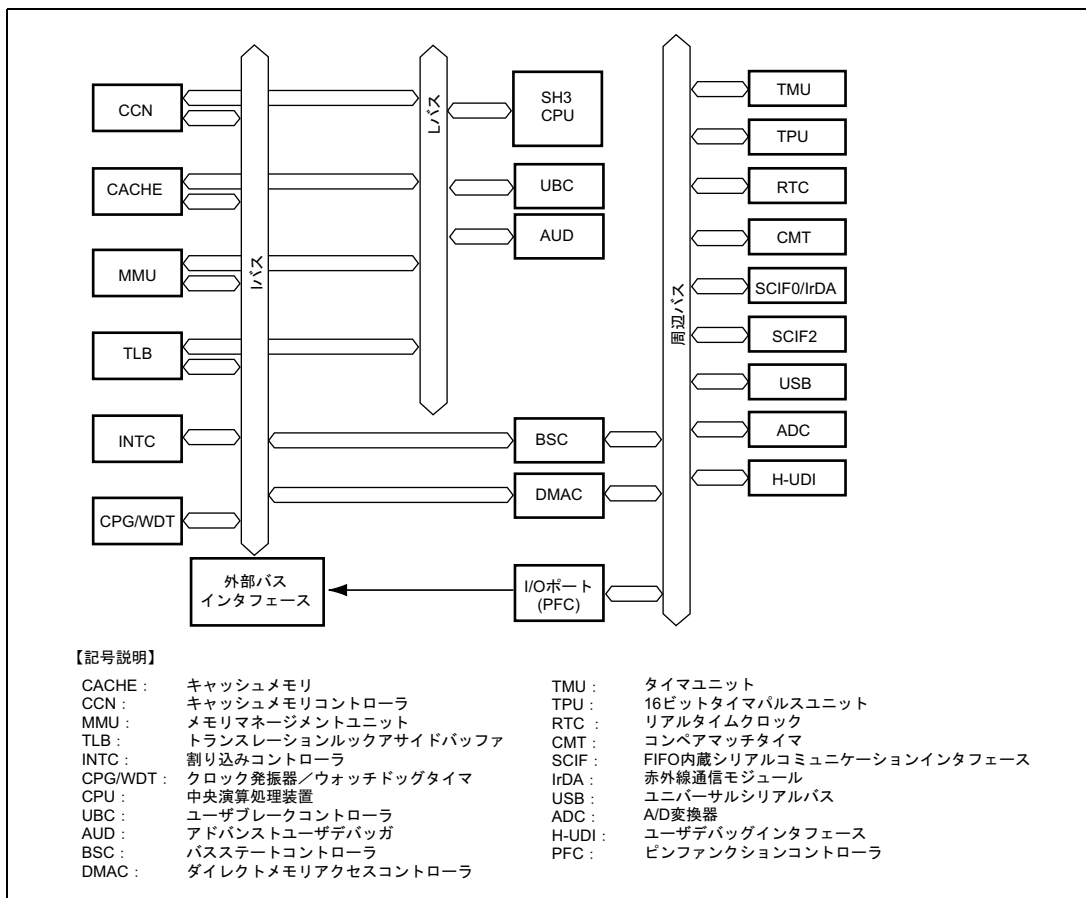 CCN
CACHE
MMU
TLB
INTC
CPG/WDT
Iバス
Lバス
SH3
CPU
UBC
AUD
BSC
DMAC
I/Oポート
(PFC)
外部バス
インタフェース
周辺バス
TMU
TPU
RTC
CMT
SCIF0/IrDA
SCIF2
USB
ADC
H-UDI
【記号説明】
CACHE : キャッシュメモリ
CCN : キャッシュメモリコントローラ
MMU : メモリマネージメントユニット
TLB : トランスレーションルックアサイドバッファ
INTC : 割り込みコントローラ
CPG/WDT : クロック発振器／ウォッチドッグタイマ
CPU : 中央演算処理装置
UBC : ユーザブレークコントローラ
AUD : アドバンストユーザデバッガ
BSC : バスステートコントローラ
DMAC : ダイレクトメモリアクセスコントローラ
TMU : タイマユニット
TPU : 16ビットタイマパルスユニット
RTC : リアルタイムクロック
CMT : コンペアマッチタイマ
SCIF : FIFO内蔵シリアルコミュニケーションインタフェース
IrDA : 赤外線通信モジュール
USB : ユニバーサルシリアルバス
ADC : A/D変換器
H-UDI : ユーザデバッグインタフェース
PFC : ピンファンクションコントローラ